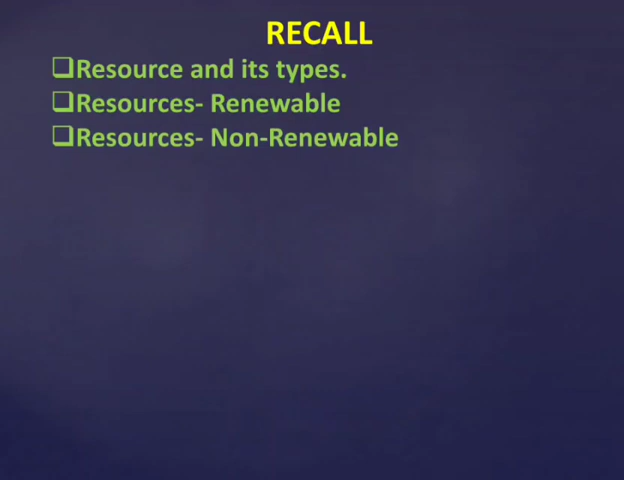 RECALL
❑Resource and its types.
❑Resources- Renewable
❑Resources- Non-Renewable